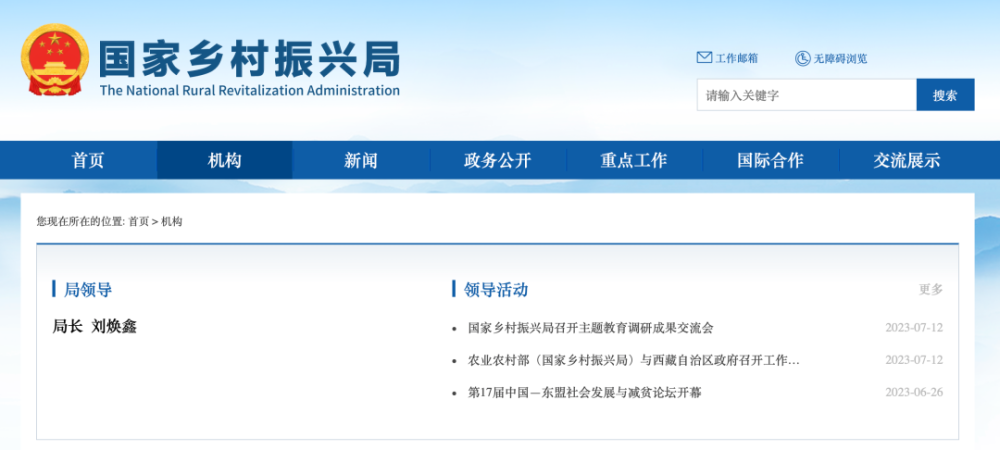 国家乡村振兴局
The National Rural Revitalization Administration
工作邮箱 无障碍浏览
请输入关键字 搜索
首页 机构 新闻 政务公开 重点工作 国际合作 交流展示
您现在所在的位置: 首页 > 机构
局领导
局长 刘焕鑫
领导活动 更多
国家乡村振兴局召开主题教育调研成果交流会 2023-07-12
农业农村部（国家乡村振兴局）与西藏自治区政府召开工作... 2023-07-12
第17届中国—东盟社会发展与减贫论坛开幕 2023-06-26